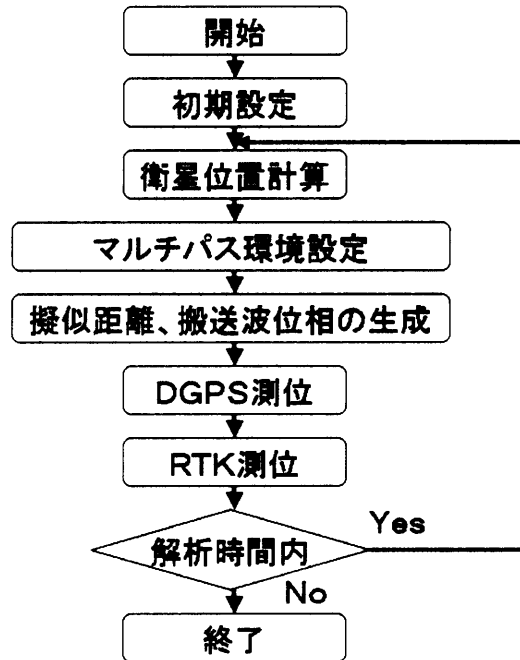 開始
初期設定
衛星位置計算
マルチパス環境設定
擬似距離、搬送波位相の生成
DGPS測位
RTK測位
解析時間内
Yes
No
終了